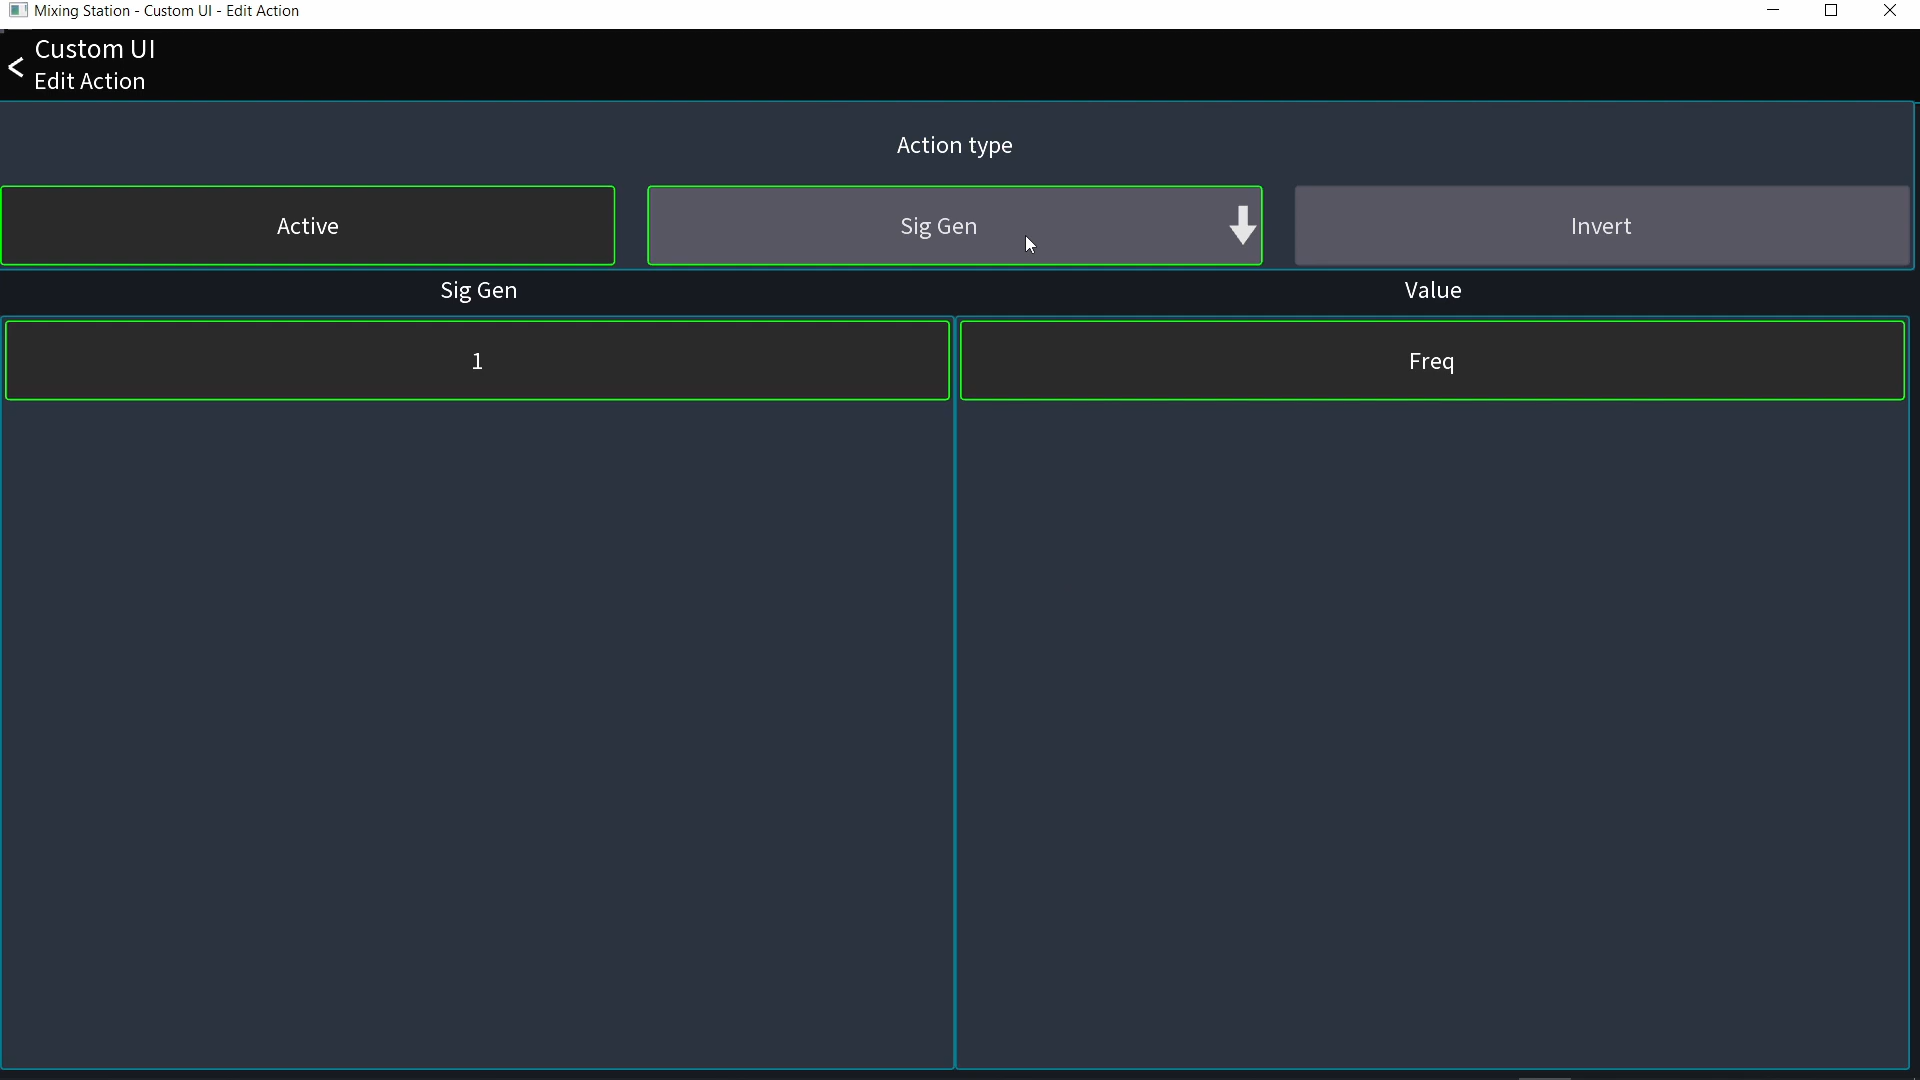 Mixing Station - Custom UI - Edit Action
Custom UI
Edit Action
Action type
Active
Sig Gen
Invert
Sig Gen
Value
1
Freq